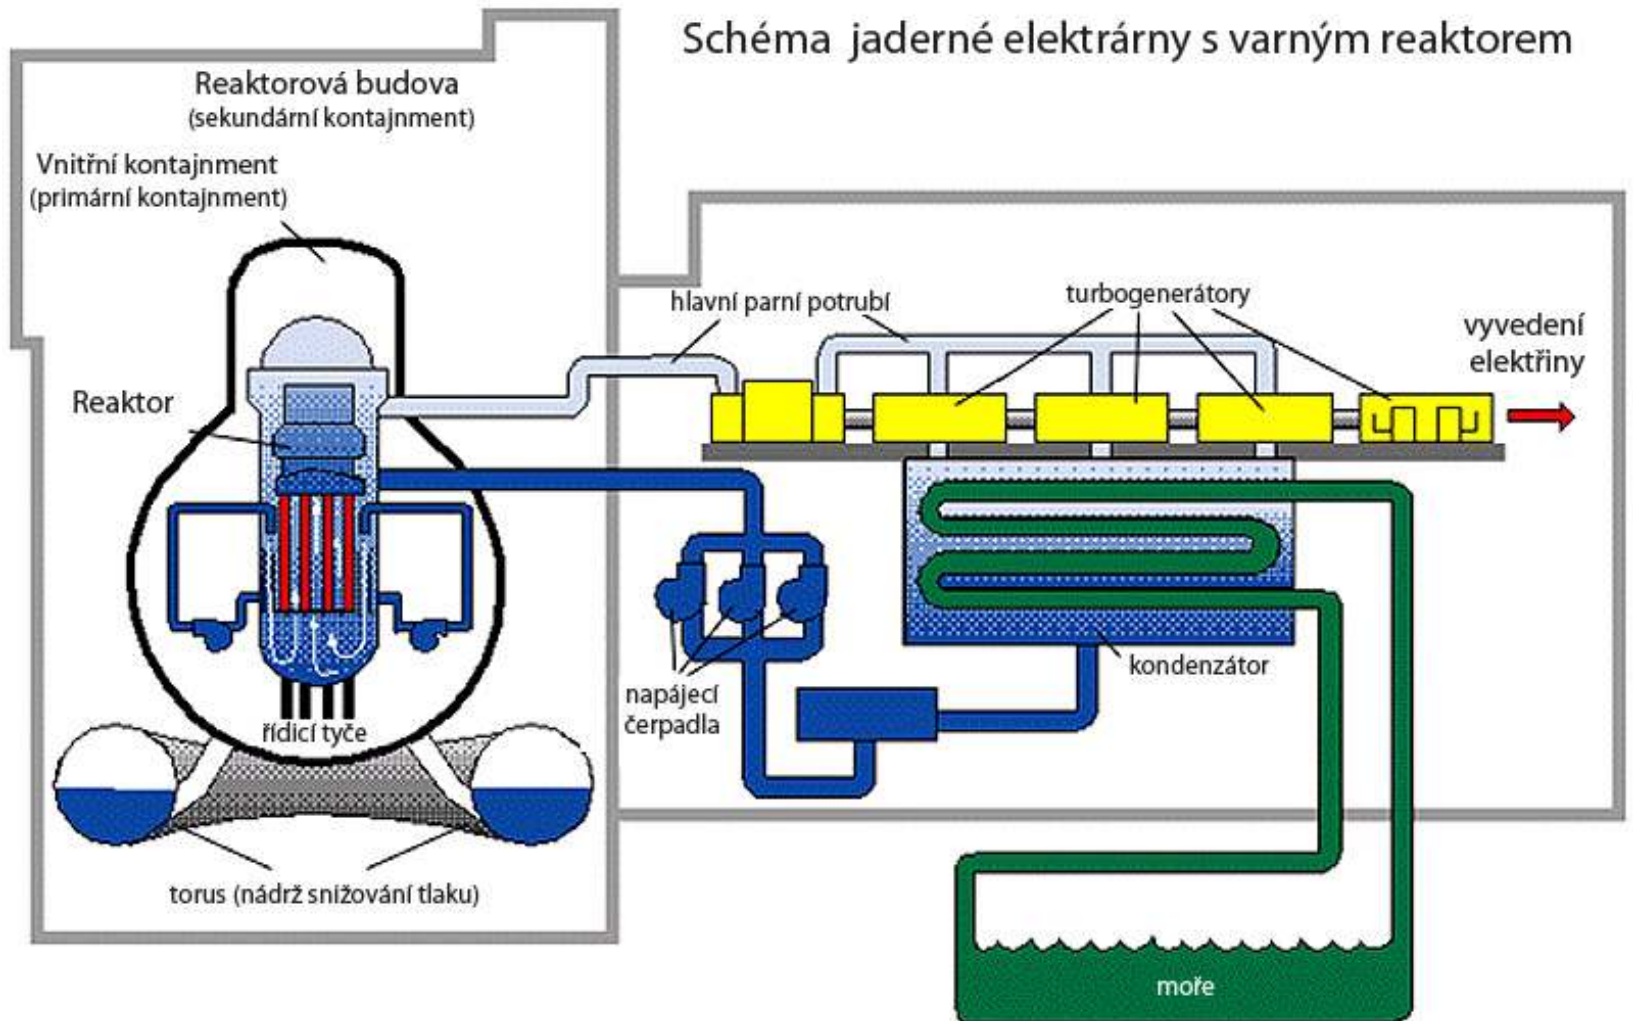 Schéma jaderné elektrárny s varným reaktorem
Reaktorová budova
(sekundární kontajnment)
Vnitřní kontajnment
(primární kontajnment)
hlavní parní potrubí
turbogenerátory
vyvedení
elektřiny
Reaktor
kondenzátor
napájecí
čerpadla
řídicí tyče
torus (nádrž snižování tlaku)
moře